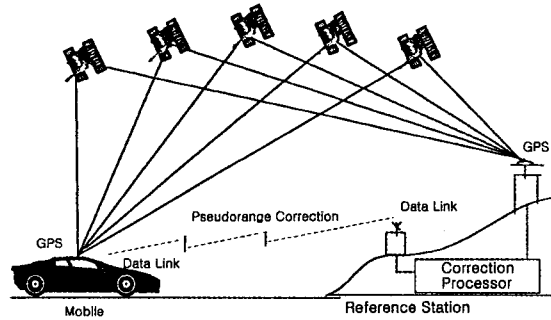 GPS
Data Link
Pseudorange Correction
GPS
Data Link
Correction
Processor
Mobile
Reference Station